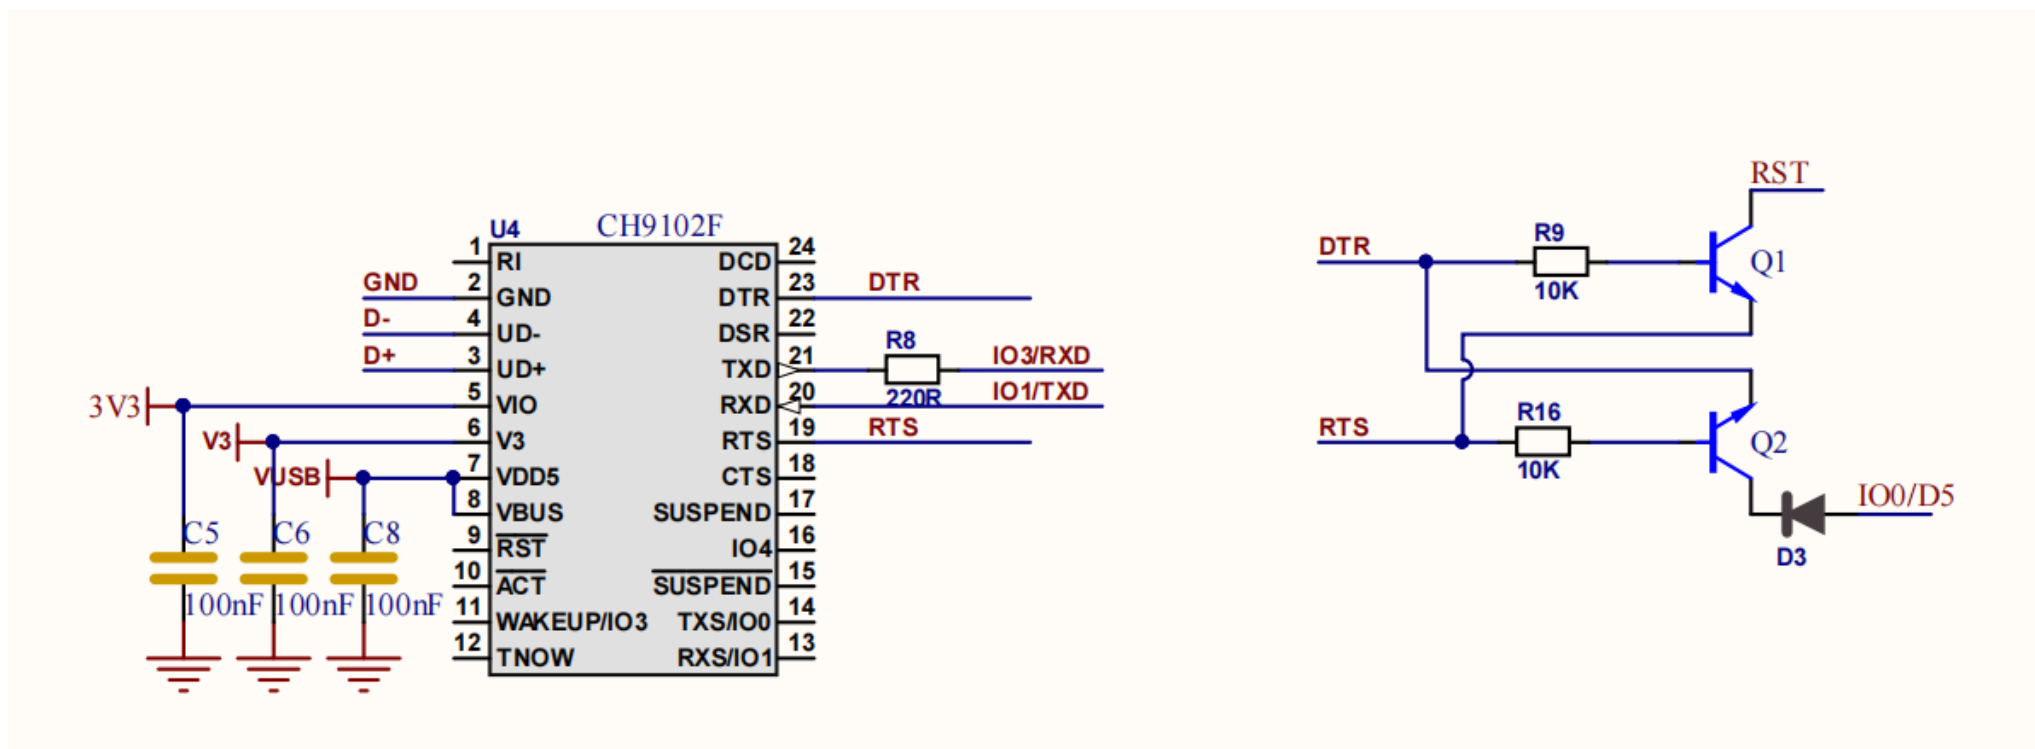 U4
CH9102F
1
RI
DCD
24
GND
2
GND
DTR
23
DTR
D-
4
UD-
DSR
22
D+
3
UD+
TXD
21
R8
220R
IO3/RXD
3V3
5
VIO
RXD
20
IO1/TXD
V3
6
V3
RTS
19
RTS
VUSB
7
VDD5
CTS
18
8
VBUS
SUSPEND
17
9
RST
IO4
16
10
ACT
SUSPEND
15
11
WAKEUP/IO3
TXS/IO0
14
12
TNOW
RXS/IO1
13
C5
100nF
C6
100nF
C8
100nF
RST
DTR
R9
10K
Q1
RTS
R16
10K
Q2
IO0/D5
D3